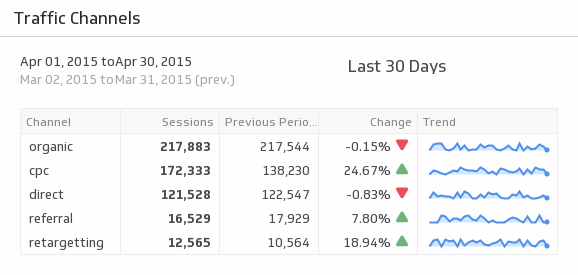 Traffic Channels
Apr 01, 2015 toApr 30, 2015
Last 30 Days
Mar 02, 2015 toMar 31, 2015 (prev.)
Channel Sessions Previous Perio... Change Trend
organic 217,883 217,544 -0.15%
cpc 172,333 138,230 24.67%
direct 121,528 122,547 -0.83%
referral 16,529 17,929 7.80%
retargetting 12,565 10,564 18.94%